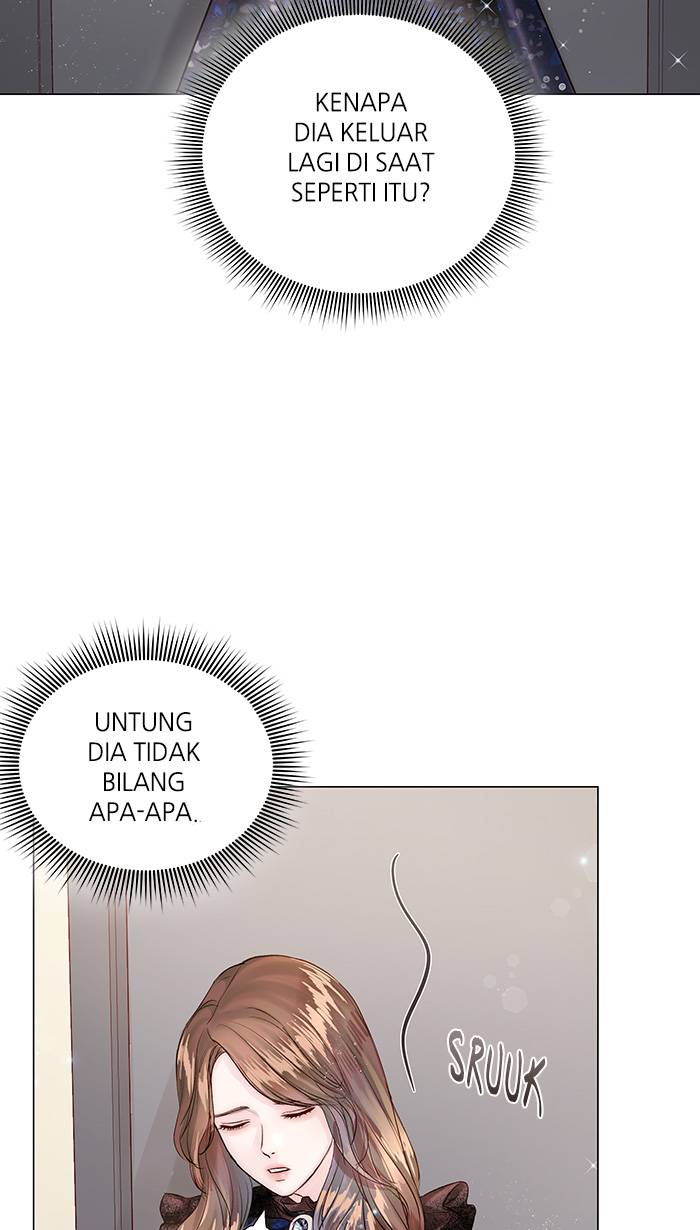 KENAPA
DIA KELUAR
LAGI DI SAAT
SEPERTI ITU?
UNTUNG
DIA TIDAK
BILANG
APA-APA.
SRUUK